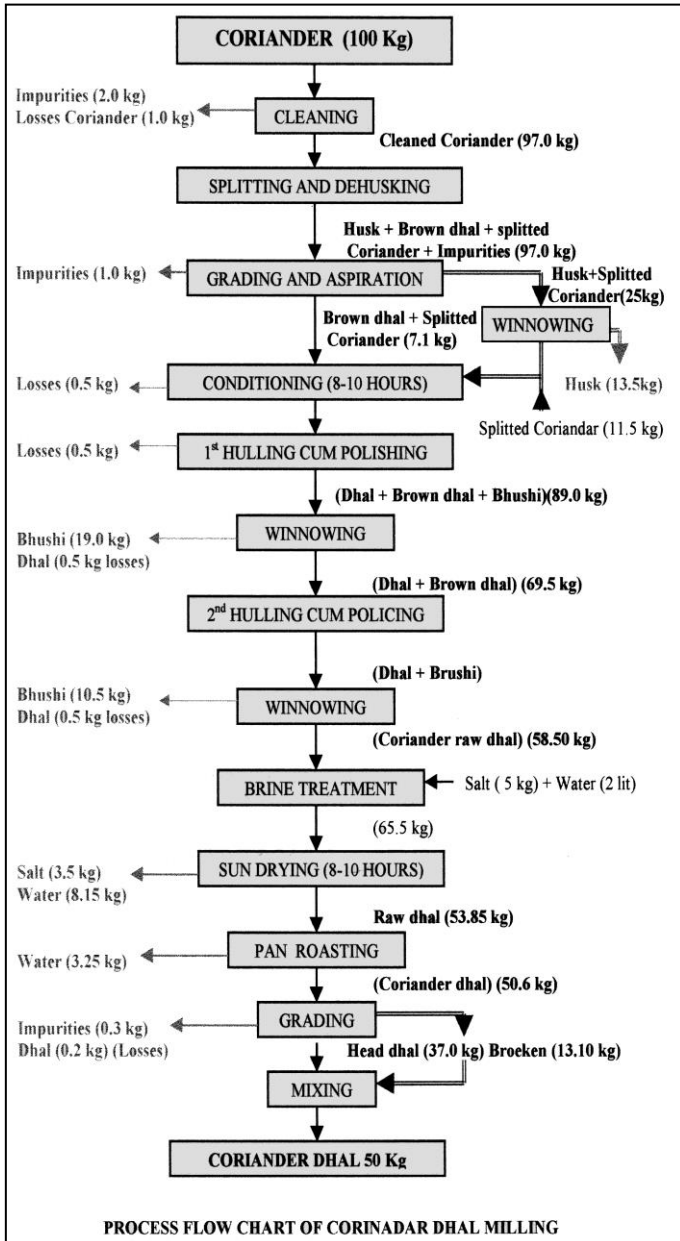 CORIANDER (100 Kg)
Impurities (2.0 kg)
Losses Coriander (1.0 kg)
CLEANING
Cleaned Coriander (97.0 kg)
SPLITTING AND DEHUSKING
Husk + Brown dhal + splitted
Coriander + Impurities (97.0 kg)
Impurities (1.0 kg)
GRADING AND ASPIRATION
Husk+Splitted
Coriander(25kg)
Brown dhal + Splitted
Coriander (7.1 kg)
WINNOWING
Losses (0.5 kg)
CONDITIONING (8-10 HOURS)
Husk (13.5kg)
Splitted Coriandar (11.5 kg)
Losses (0.5 kg)
1st HULLING CUM POLISHING
(Dhal + Brown dhal + Bhushi)(89.0 kg)
Bhushi (19.0 kg)
Dhal (0.5 kg losses)
WINNOWING
(Dhal + Brown dhal) (69.5 kg)
2nd HULLING CUM POLICING
(Dhal + Brushi)
Bhushi (10.5 kg)
Dhal (0.5 kg losses)
WINNOWING
(Coriander raw dhal) (58.50 kg)
BRINE TREATMENT
Salt ( 5 kg) + Water (2 lit)
(65.5 kg)
Salt (3.5 kg)
Water (8.15 kg)
SUN DRYING (8-10 HOURS)
Raw dhal (53.85 kg)
Water (3.25 kg)
PAN ROASTING
(Coriander dhal) (50.6 kg)
Impurities (0.3 kg)
Dhal (0.2 kg) (Losses)
GRADING
Head dhal (37.0 kg) Broeken (13.10 kg)
MIXING
CORIANDER DHAL 50 Kg
PROCESS FLOW CHART OF CORINADAR DHAL MILLING